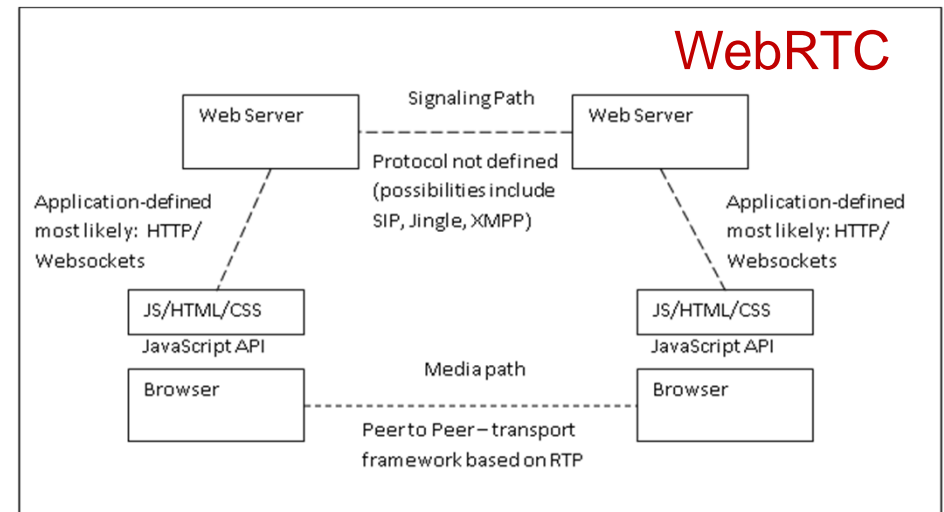 WebRTC
Signaling Path
Web Server
Web Server
Protocol not defined
(possibilities include
SIP, Jingle, XMPP)
Application-defined
most likely: HTTP/
Websockets
Application-defined
most likely: HTTP/
Websockets
JS/HTML/CSS
JS/HTML/CSS
JavaScript API
JavaScript API
Media path
Browser
Browser
Peer to Peer – transport
framework based on RTP